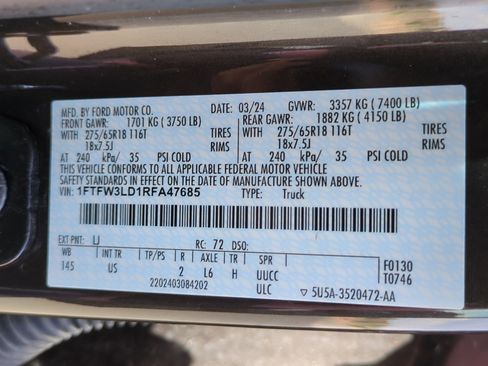 MFD. BY FORD MOTOR CO. 03/24 GVWR: 3357 KG ( 7400 LB)
FRONT GAWR: 1701 KG ( 3750 LB) REAR GAWR: 1882 KG ( 4150 LB)
WITH 275/65R18 116T TIRES WITH 275/65R18 116T TIRES
18x7.5J RIMS 18x7.5J RIMS
AT 240 kPa/ 35 PSI COLD AT 240 kPa/ 35 PSI COLD
THIS VEHICLE CONFORMS TO ALL APPLICABLE FEDERAL MOTOR VEHICLE
SAFETY STANDARDS IN EFFECT ON THE DATE OF MANUFACTURE SHOWN ABOVE.
VIN: 1FTFW3LD1RFA47685 TYPE: Truck
EXT PNT: U RC: 72 DSO:
WB TP/PS INT TR R AXLE TR SPR F0130
145 US 2 L6 H UUCC T0746
2202403084202 ULC ▽ 5U5A-3520472-AA